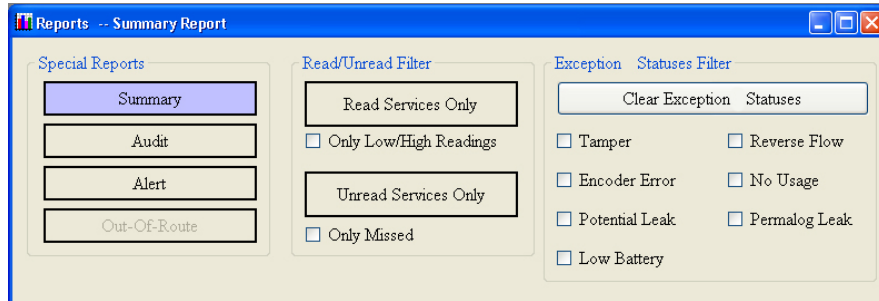 Reports -- Summary Report
Special Reports
Summary
Audit
Alert
Out-Of-Route
Read/Unread Filter
Read Services Only
Only Low/High Readings
Unread Services Only
Only Missed
Exception Statuses Filter
Clear Exception Statuses
Tamper
Reverse Flow
Encoder Error
No Usage
Potential Leak
Permalog Leak
Low Battery